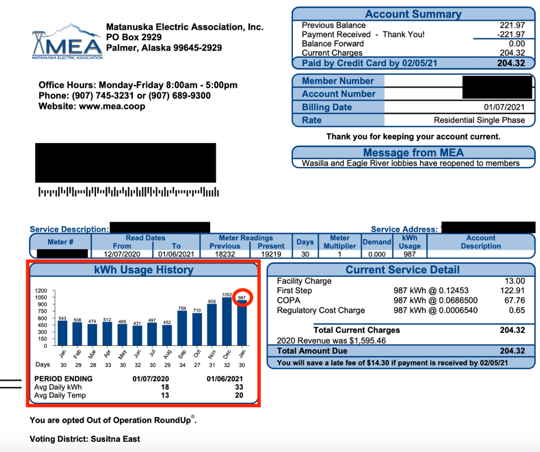 MEA
MATANUSKA ELECTRIC ASSOCIATION
Matanuska Electric Association, Inc.
PO Box 2929
Palmer, Alaska 99645-2929
Office Hours: Monday-Friday 8:00am - 5:00pm
Phone: (907) 745-3231 or (907) 689-9300
Website: www.mea.coop
Account Summary
Previous Balance 221.97
Payment Received - Thank You! -221.97
Balance Forward 0.00
Current Charges 204.32
Paid by Credit Card by 02/05/21 204.32
Member Number
Account Number
Billing Date 01/07/2021
Rate Residential Single Phase
Thank you for keeping your account current.
Message from MEA
Wasilla and Eagle River lobbies have reopened to members
Service Description:
Service Address:
Meter # Read Dates Meter Readings Days Meter Multiplier Demand kWh Usage Account Description
From To Previous Present
12/07/2020 01/06/2021 18232 19219 30 1 0.000 987
kWh Usage History
1200
1050
900
750
600
450
300
150
0
543 508 474 512 469 431 497 452 759 710 905 1052 987
Jan Feb Mar Apr May Jun Jul Aug Sep Oct Nov Dec Jan
Days 30 29 28 33 30 32 30 29 34 27 31 32 30
PERIOD ENDING 01/07/2020 01/06/2021
Avg Daily kWh 18 33
Avg Daily Temp 13 20
Current Service Detail
Facility Charge 13.00
First Step 987 kWh @ 0.12453 122.91
COPA 987 kWh @ 0.0686500 67.76
Regulatory Cost Charge 987 kWh @ 0.0006540 0.65
Total Current Charges 204.32
2020 Revenue was $1,595.46
Total Amount Due 204.32
You will save a late fee of $14.30 if payment is received by 02/05/21
You are opted Out of Operation RoundUp®.
Voting District: Susitna East